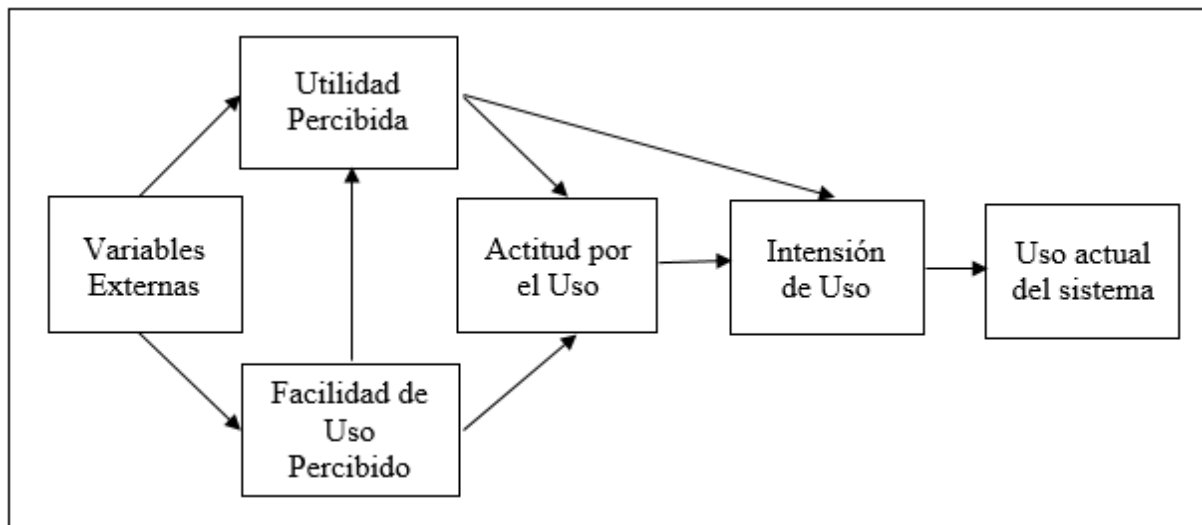 Utilidad
Percibida
Variables
Externas
Facilidad de
Uso
Percibido
Actitud por
el Uso
Intensión
de Uso
Uso actual
del sistema